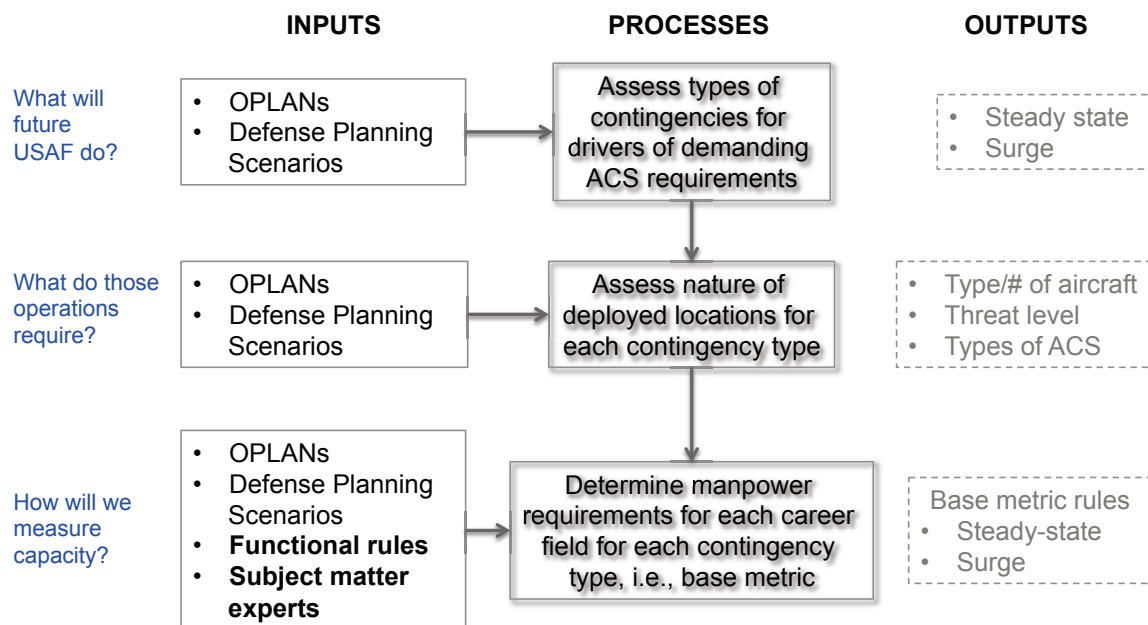 INPUTS
PROCESSES
OUTPUTS
What will
future
USAF do?
• OPLANs
• Defense Planning
Scenarios
Assess types of
contingencies for
drivers of demanding
ACS requirements
• Steady state
• Surge
What do those
operations
require?
• OPLANs
• Defense Planning
Scenarios
Assess nature of
deployed locations for
each contingency type
• Type/# of aircraft
• Threat level
• Types of ACS
How will we
measure
capacity?
• OPLANs
• Defense Planning
Scenarios
• Functional rules
• Subject matter
experts
Determine manpower
requirements for each career
field for each contingency
type, i.e., base metric
Base metric rules
• Steady-state
• Surge